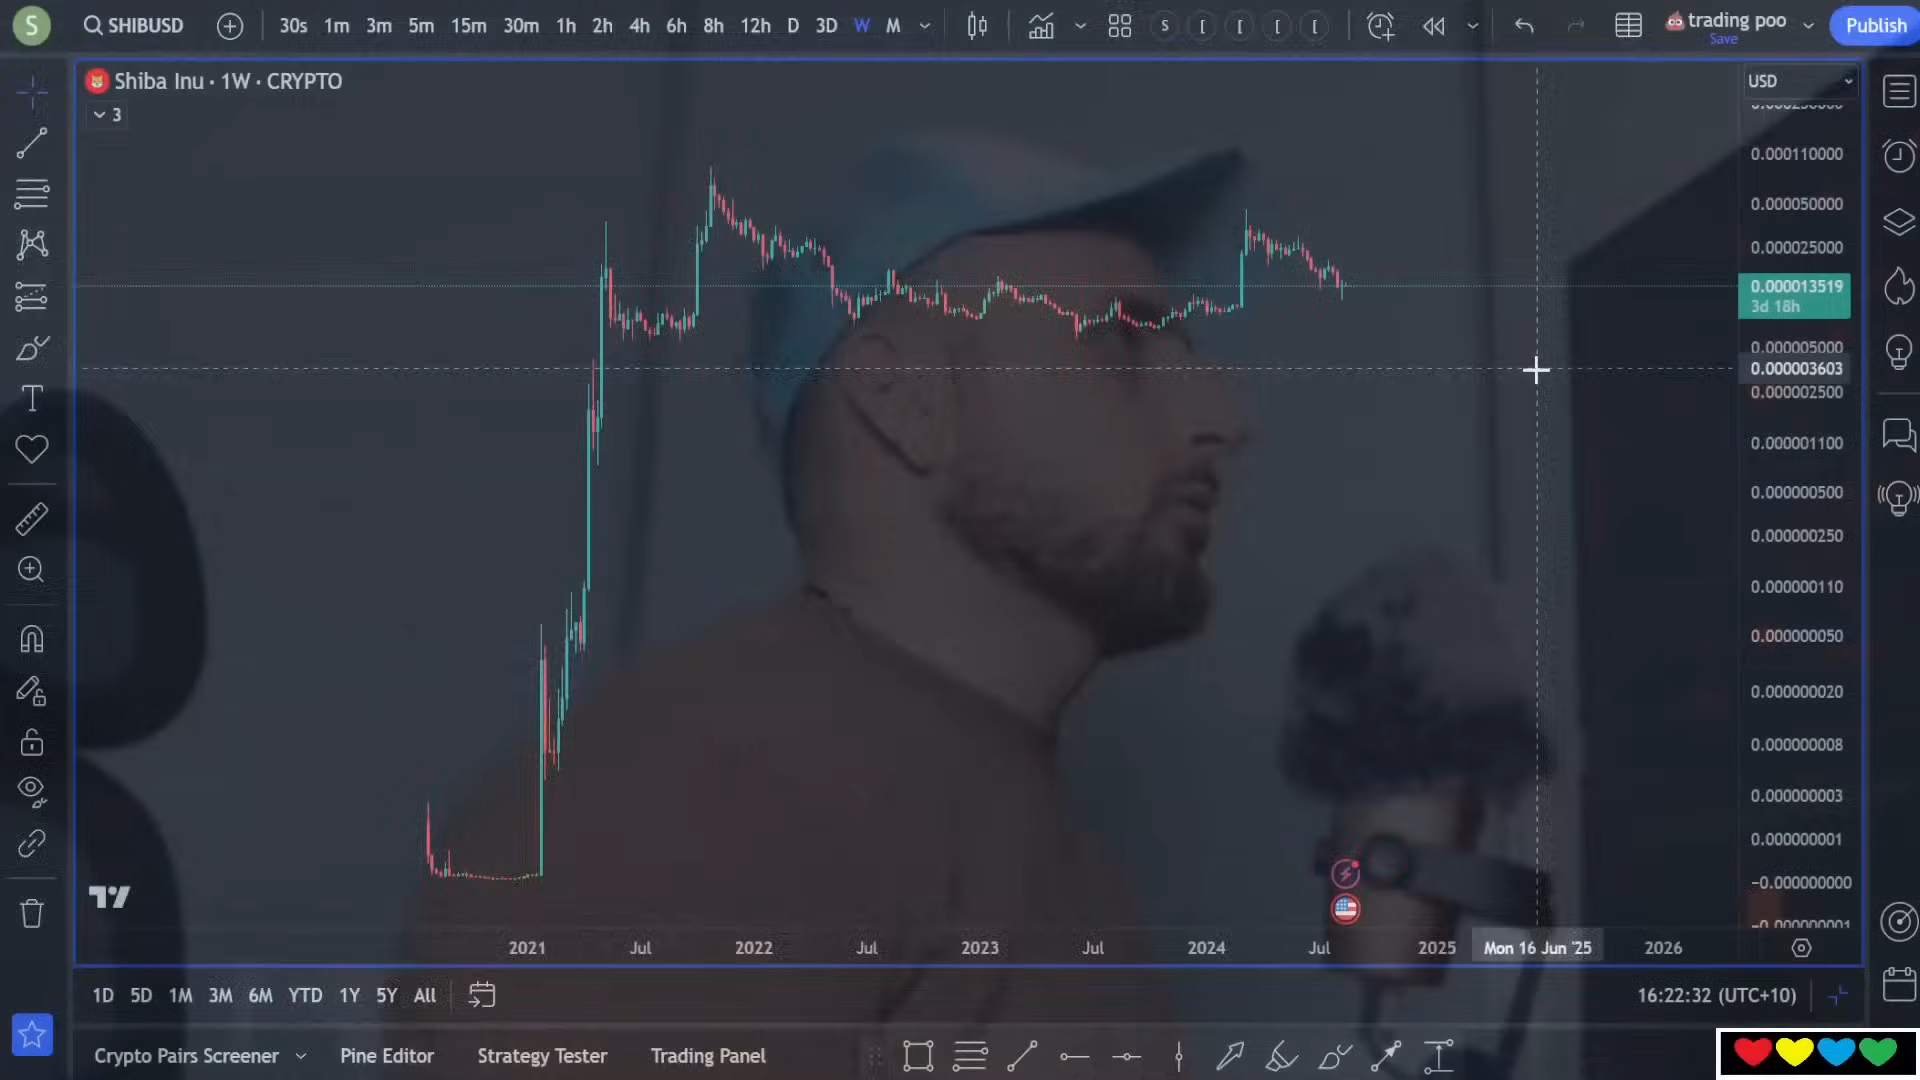 S SHIBUSD 30s 1m 3m 5m 15m 30m 1h 2h 4h 6h 8h 12h D 3D W M S [ [ [ [ trading poo Save Publish
Shiba Inu · 1W · CRYPTO
3
USD
0.000110000
0.000050000
0.000025000
0.000013519
3d 18h
0.000005000
0.000003603
0.000002500
0.000001100
0.000000500
0.000000250
0.000000110
0.000000050
0.000000020
0.000000008
0.000000003
0.000000001
−0.000000000
−0.000000001
2021 Jul 2022 Jul 2023 Jul 2024 Jul 2025 Mon 16 Jun '25 2026
1D 5D 1M 3M 6M YTD 1Y 5Y All 16:22:32 (UTC+10)
Crypto Pairs Screener Pine Editor Strategy Tester Trading Panel